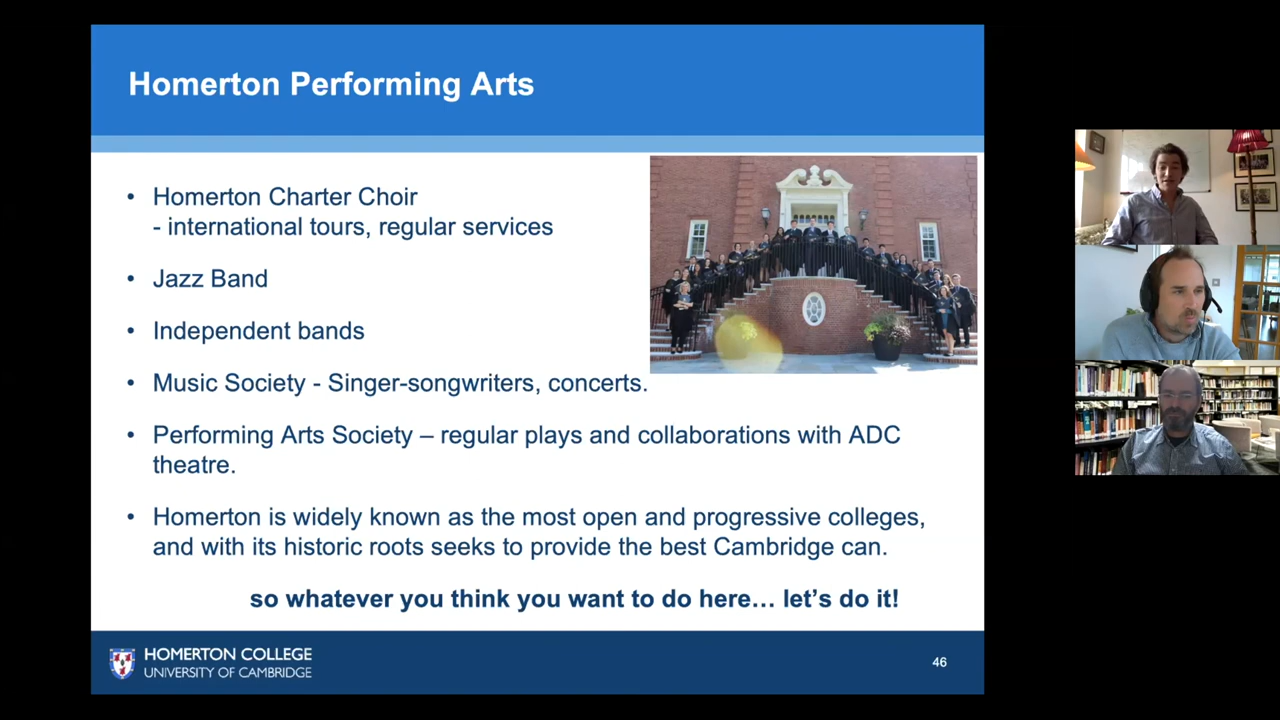 Homerton Performing Arts
• Homerton Charter Choir
- international tours, regular services
• Jazz Band
• Independent bands
• Music Society - Singer-songwriters, concerts.
• Performing Arts Society – regular plays and collaborations with ADC
theatre.
• Homerton is widely known as the most open and progressive colleges,
and with its historic roots seeks to provide the best Cambridge can.
so whatever you think you want to do here… let’s do it!
HOMERTON COLLEGE
UNIVERSITY OF CAMBRIDGE
46